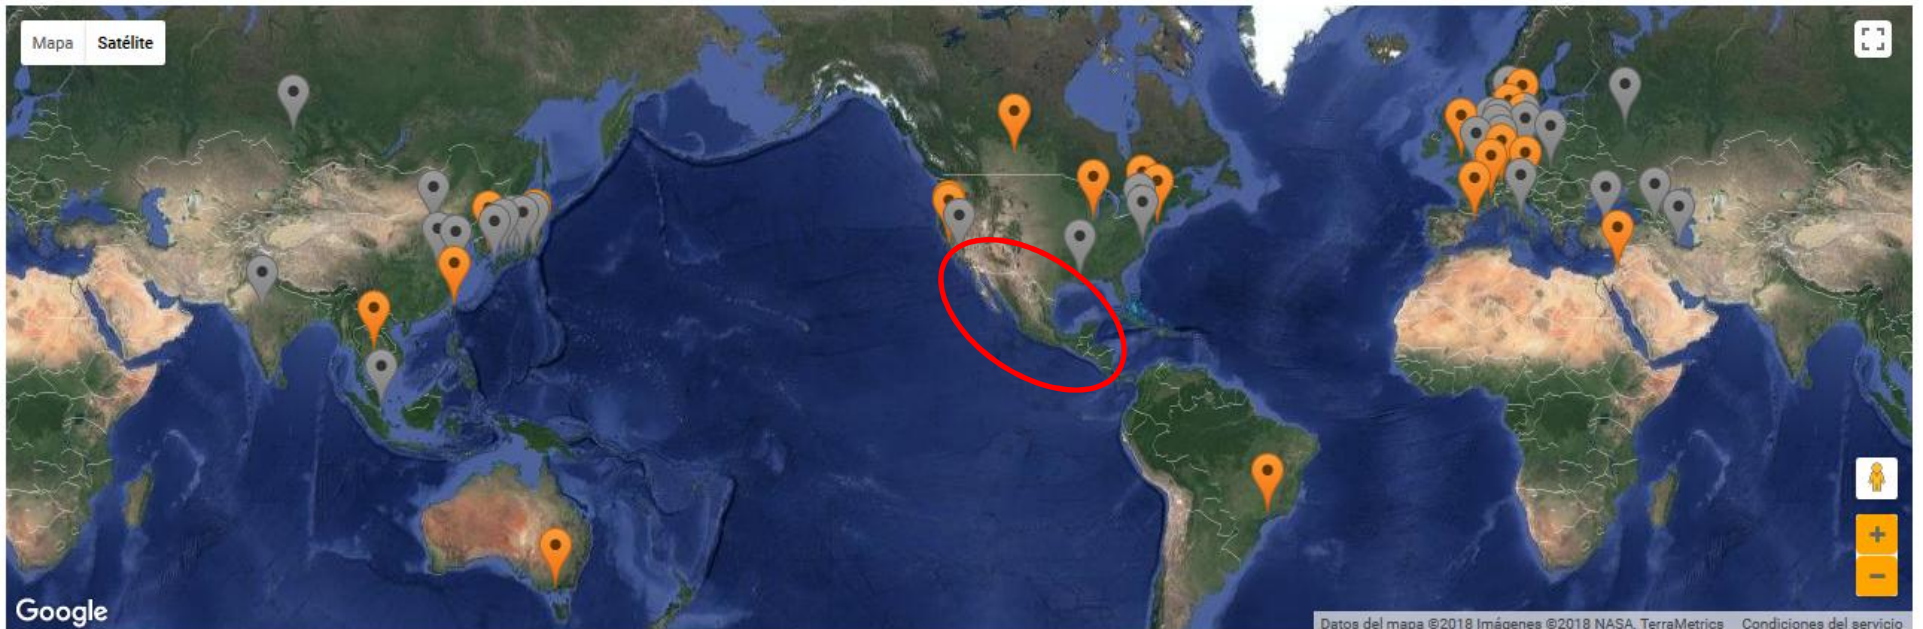 Mapa Satélite
Google
Datos del mapa ©2018 Imágenes ©2018 NASA, TerraMetrics Condiciones del servicio